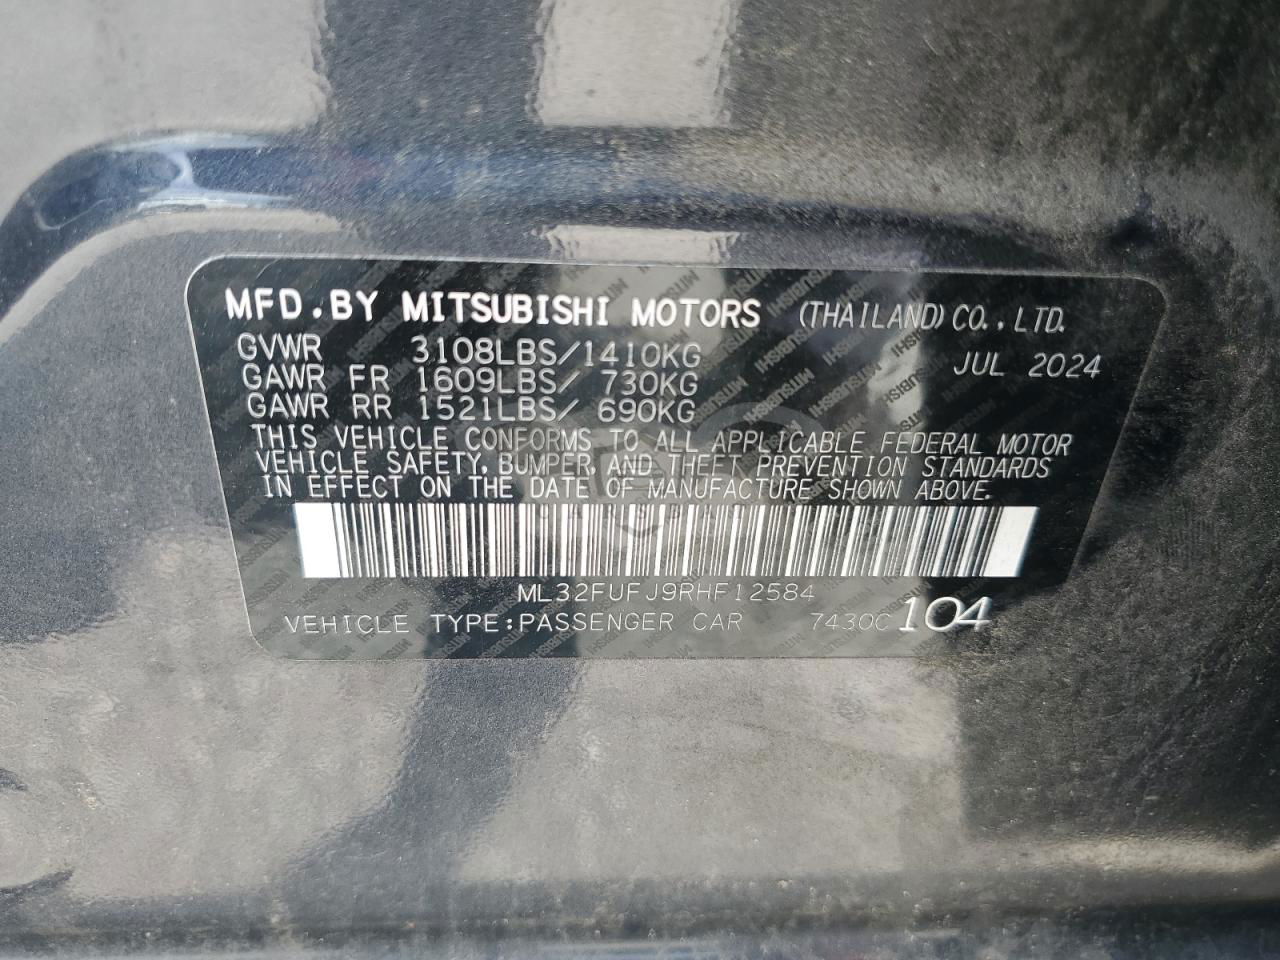 MFD.BY MITSUBISHI MOTORS (THAILAND) CO., LTD.
GVWR 3108LBS/1410KG JUL 2024
GAWR FR 1609LBS/ 730KG
GAWR RR 1521LBS/ 690KG
THIS VEHICLE CONFORMS TO ALL APPLICABLE FEDERAL MOTOR
VEHICLE SAFETY, BUMPER, AND THEFT PREVENTION STANDARDS
IN EFFECT ON THE DATE OF MANUFACTURE SHOWN ABOVE.
ML32FUFJ9RHF12584
VEHICLE TYPE:PASSENGER CAR 7430C 104